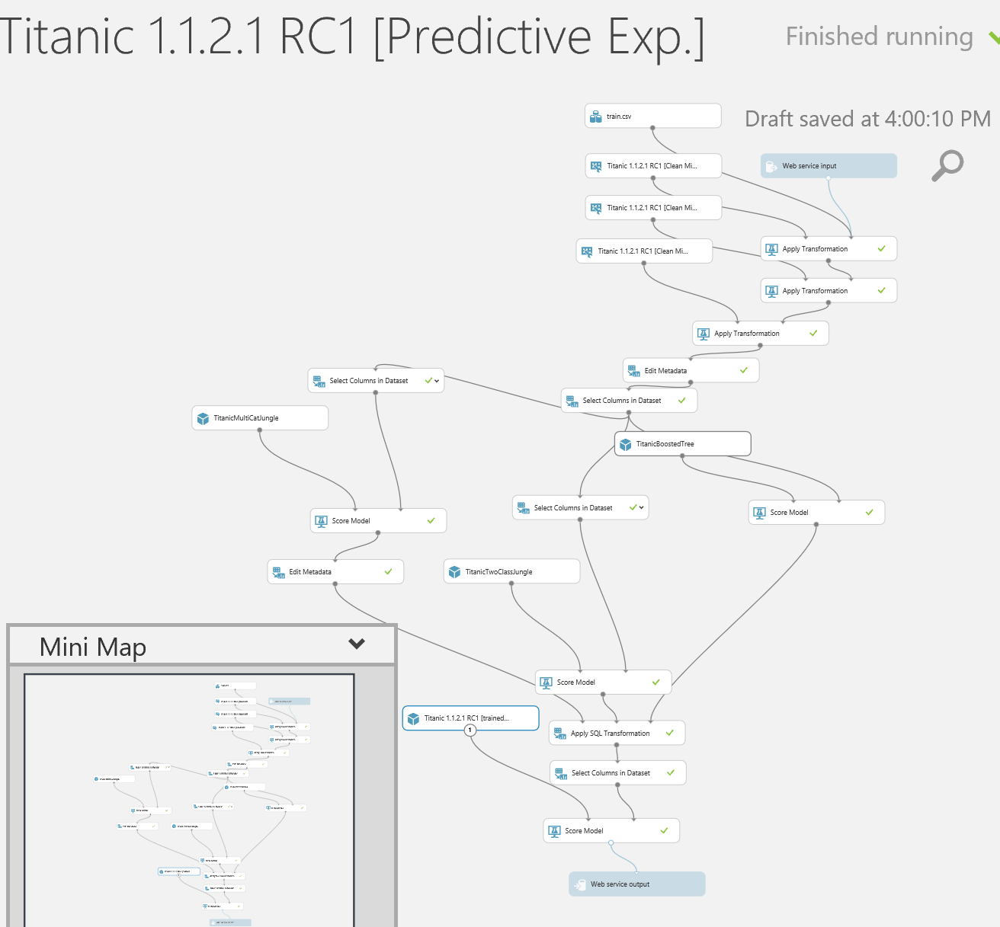 Titanic 1.1.2.1 RC1 [Predictive Exp.]
Finished running
train.csv
Draft saved at 4:00:10 PM
Titanic 1.1.2.1 RC1 [Clean Mi...
Web service input
Titanic 1.1.2.1 RC1 [Clean Mi...
Titanic 1.1.2.1 RC1 [Clean Mi...
Apply Transformation
Apply Transformation
Apply Transformation
Edit Metadata
Select Columns in Dataset
Select Columns in Dataset
TitanicMultiCatJungle
TitanicBoostedTree
Select Columns in Dataset
Score Model
Score Model
Edit Metadata
TitanicTwoClassJungle
Mini Map
Score Model
Titanic 1.1.2.1 RC1 [trained...
1
Apply SQL Transformation
Select Columns in Dataset
Score Model
Web service output